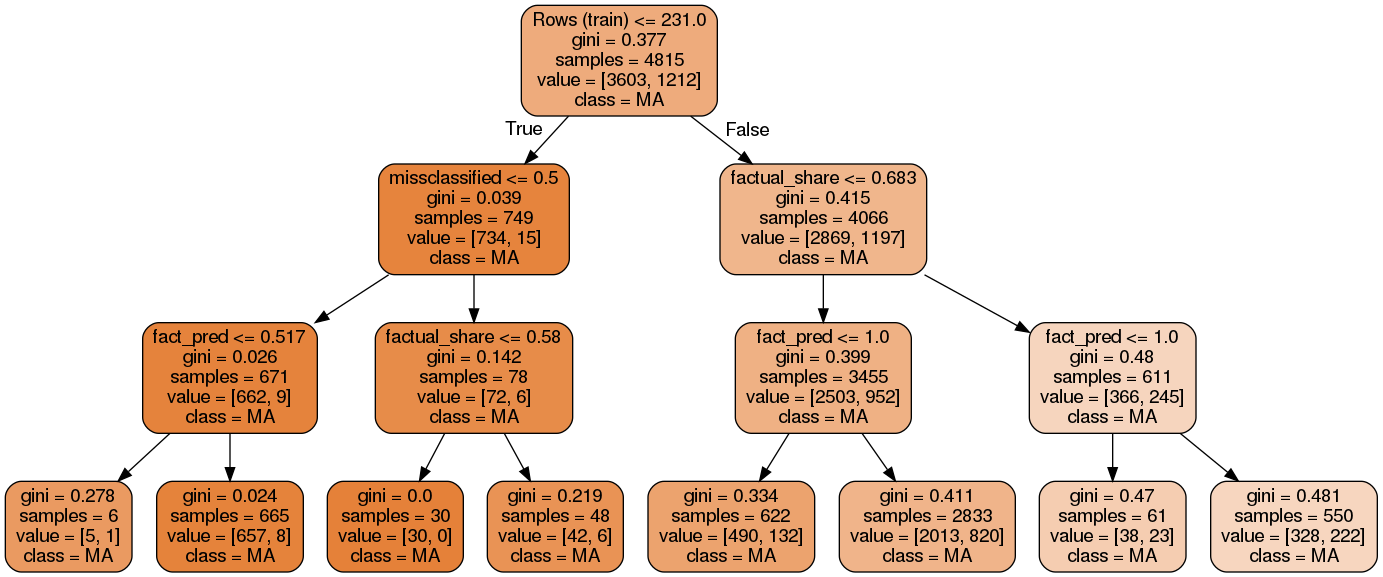 Rows (train) <= 231.0
gini = 0.377
samples = 4815
value = [3603, 1212]
class = MA
True
False
missclassified <= 0.5
gini = 0.039
samples = 749
value = [734, 15]
class = MA
factual_share <= 0.683
gini = 0.415
samples = 4066
value = [2869, 1197]
class = MA
fact_pred <= 0.517
gini = 0.026
samples = 671
value = [662, 9]
class = MA
factual_share <= 0.58
gini = 0.142
samples = 78
value = [72, 6]
class = MA
fact_pred <= 1.0
gini = 0.399
samples = 3455
value = [2503, 952]
class = MA
fact_pred <= 1.0
gini = 0.48
samples = 611
value = [366, 245]
class = MA
gini = 0.278
samples = 6
value = [5, 1]
class = MA
gini = 0.024
samples = 665
value = [657, 8]
class = MA
gini = 0.0
samples = 30
value = [30, 0]
class = MA
gini = 0.219
samples = 48
value = [42, 6]
class = MA
gini = 0.334
samples = 622
value = [490, 132]
class = MA
gini = 0.411
samples = 2833
value = [2013, 820]
class = MA
gini = 0.47
samples = 61
value = [38, 23]
class = MA
gini = 0.481
samples = 550
value = [328, 222]
class = MA